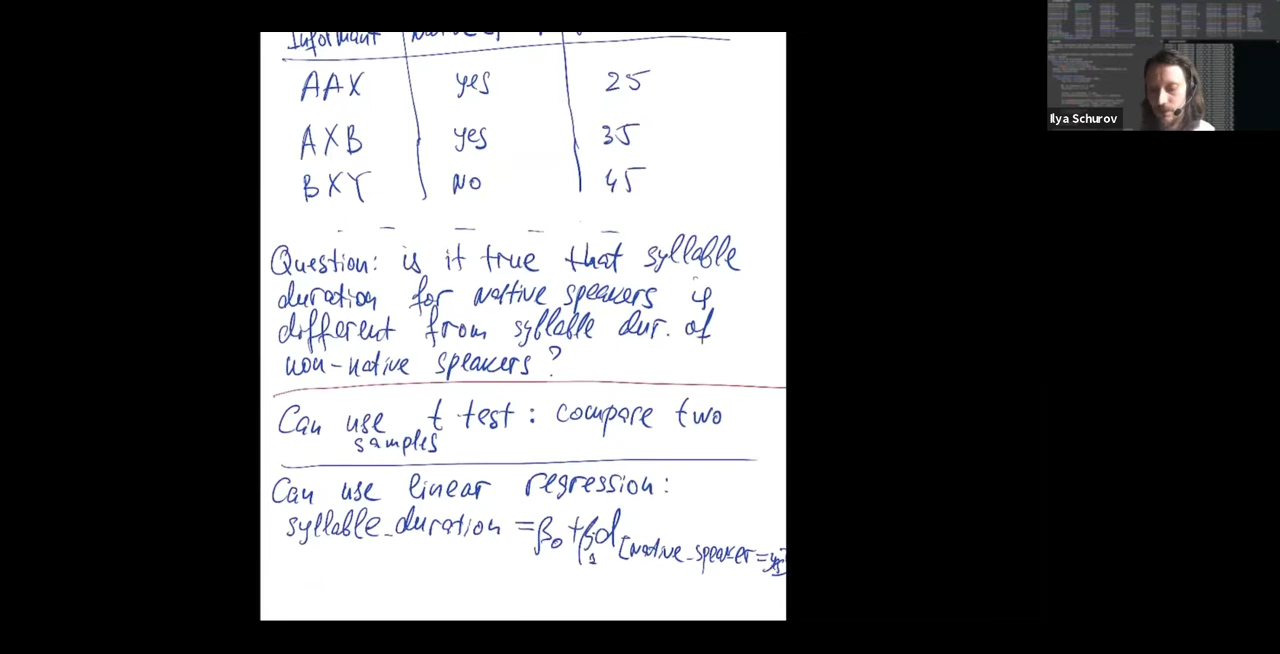 Informant
AAX yes 25
AXB yes 35
BXY No 45
Question: is it true that syllable
duration for native speakers is
different from syllable dur. of
non-native speakers?
Can use t test: compare two
samples
Can use linear regression:
syllable_duration = β₀ + β₁d[native_speaker = yes]
Ilya Schurov